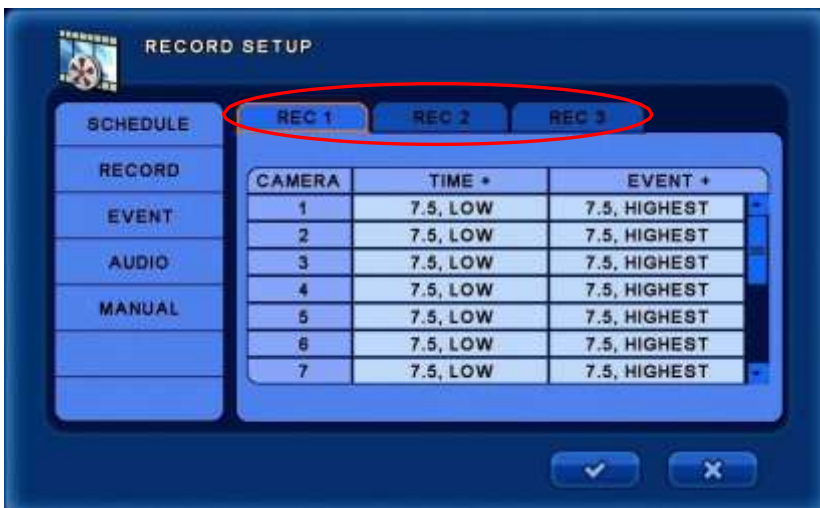 RECORD SETUP
SCHEDULE
RECORD
EVENT
AUDIO
MANUAL
REC 1 REC 2 REC 3
CAMERA TIME + EVENT +
1 7.5, LOW 7.5, HIGHEST
2 7.5, LOW 7.5, HIGHEST
3 7.5, LOW 7.5, HIGHEST
4 7.5, LOW 7.5, HIGHEST
5 7.5, LOW 7.5, HIGHEST
6 7.5, LOW 7.5, HIGHEST
7 7.5, LOW 7.5, HIGHEST